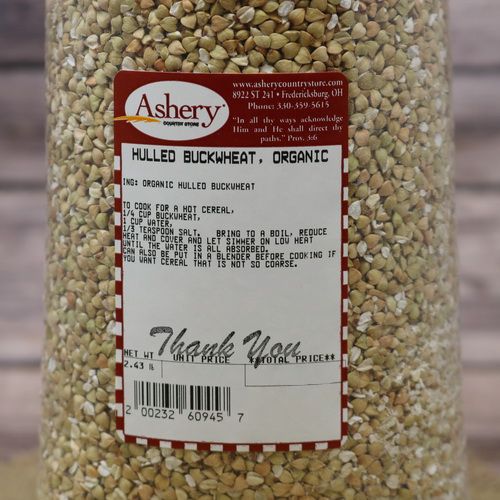 Ashery
COUNTRY STORE
www.asherycountrystore.com
8922 ST 241 • Fredericksburg, OH
Phone: 330-359-5615
"In all thy ways acknowledge
Him and He shall direct thy
paths." Prov. 3:6
HULLED BUCKWHEAT, ORGANIC
ING: ORGANIC HULLED BUCKWHEAT
TO COOK FOR A HOT CEREAL,
1/4 CUP BUCKWHEAT,
1 CUP WATER,
1/3 TEASPOON SALT. BRING TO A BOIL, REDUCE
HEAT AND COVER AND LET SIMMER ON LOW HEAT
UNTIL THE WATER IS ALL ABSORBED.
CAN ALSO BE PUT IN A BLENDER BEFORE COOKING IF
YOU WANT CEREAL THAT IS NOT SO COARSE.
Thank You
NET WT UNIT PRICE **TOTAL PRICE**
2.43 lb
2 00232 60945 7